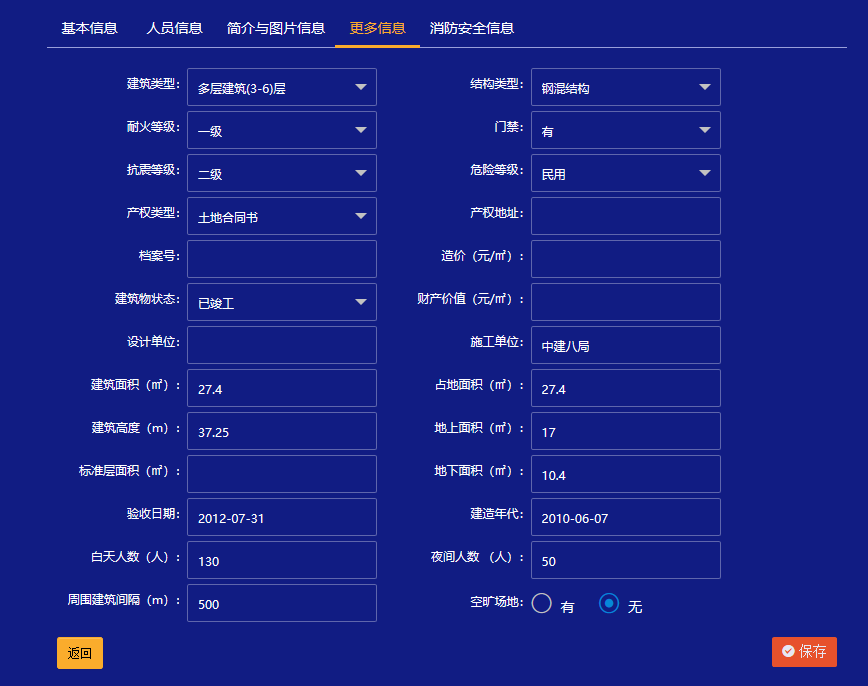 基本信息 人员信息 简介与图片信息 更多信息 消防安全信息
建筑类型: 多层建筑(3-6)层 结构类型: 钢混结构
耐火等级: 一级 门禁: 有
抗震等级: 二级 危险等级: 民用
产权类型: 土地合同书 产权地址:
档案号: 造价（元/㎡）:
建筑物状态: 已竣工 财产价值（元/㎡）:
设计单位: 施工单位: 中建八局
建筑面积（㎡）: 27.4 占地面积（㎡）: 27.4
建筑高度（m）: 37.25 地上面积（㎡）: 17
标准层面积（㎡）: 地下面积（㎡）: 10.4
验收日期: 2012-07-31 建造年代: 2010-06-07
白天人数（人）: 130 夜间人数 （人）: 50
周围建筑间隔（m）: 500 空旷场地: 有 无
返回 保存